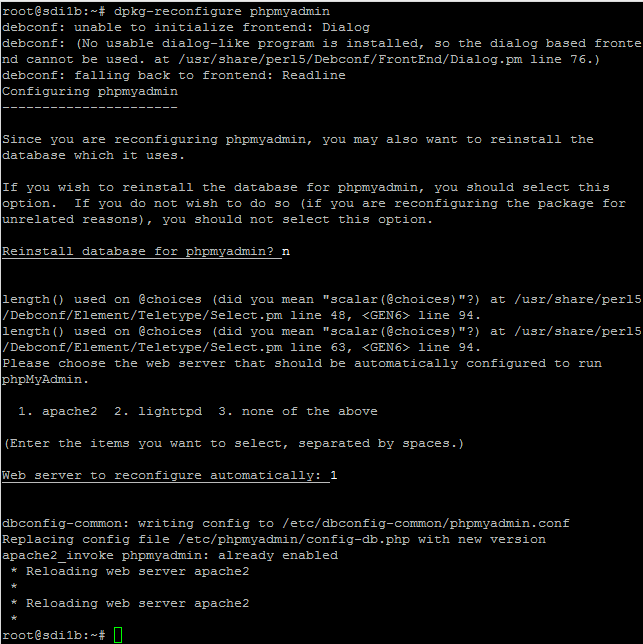 root@sdi1b:~# dpkg-reconfigure phpmyadmin
debconf: unable to initialize frontend: Dialog
debconf: (No usable dialog-like program is installed, so the dialog based fronte
nd cannot be used. at /usr/share/perl5/Debconf/FrontEnd/Dialog.pm line 76.)
debconf: falling back to frontend: Readline
Configuring phpmyadmin
----------------------
Since you are reconfiguring phpmyadmin, you may also want to reinstall the
database which it uses.
If you wish to reinstall the database for phpmyadmin, you should select this
option.  If you do not wish to do so (if you are reconfiguring the package for
unrelated reasons), you should not select this option.
Reinstall database for phpmyadmin? n
length() used on @choices (did you mean "scalar(@choices)"?) at /usr/share/perl5
/Debconf/Element/Teletype/Select.pm line 48, <GEN6> line 94.
length() used on @choices (did you mean "scalar(@choices)"?) at /usr/share/perl5
/Debconf/Element/Teletype/Select.pm line 63, <GEN6> line 94.
Please choose the web server that should be automatically configured to run
phpMyAdmin.
  1. apache2  2. lighttpd  3. none of the above
(Enter the items you want to select, separated by spaces.)
Web server to reconfigure automatically: 1
dbconfig-common: writing config to /etc/dbconfig-common/phpmyadmin.conf
Replacing config file /etc/phpmyadmin/config-db.php with new version
apache2_invoke phpmyadmin: already enabled
 * Reloading web server apache2
 *
 * Reloading web server apache2
 *
root@sdi1b:~#